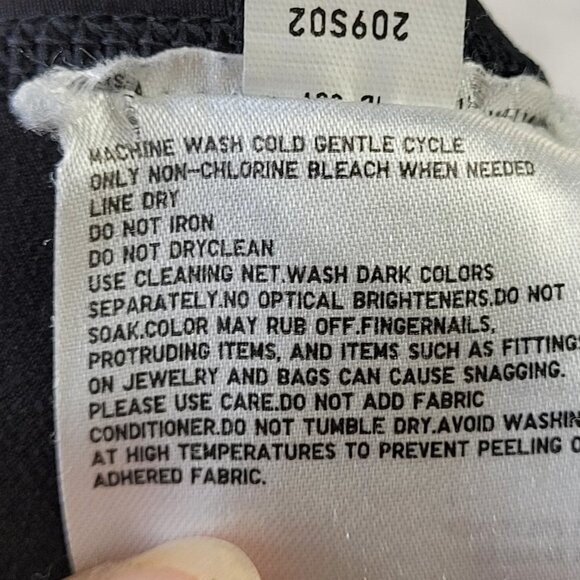 209S02
MACHINE WASH COLD GENTLE CYCLE
ONLY NON-CHLORINE BLEACH WHEN NEEDED
LINE DRY
DO NOT IRON
DO NOT DRYCLEAN
USE CLEANING NET.WASH DARK COLORS
SEPARATELY.NO OPTICAL BRIGHTENERS.DO NOT
SOAK.COLOR MAY RUB OFF.FINGERNAILS,
PROTRUDING ITEMS, AND ITEMS SUCH AS FITTINGS
ON JEWELRY AND BAGS CAN CAUSE SNAGGING.
PLEASE USE CARE.DO NOT ADD FABRIC
CONDITIONER.DO NOT TUMBLE DRY.AVOID WASHIN
AT HIGH TEMPERATURES TO PREVENT PEELING O
ADHERED FABRIC.